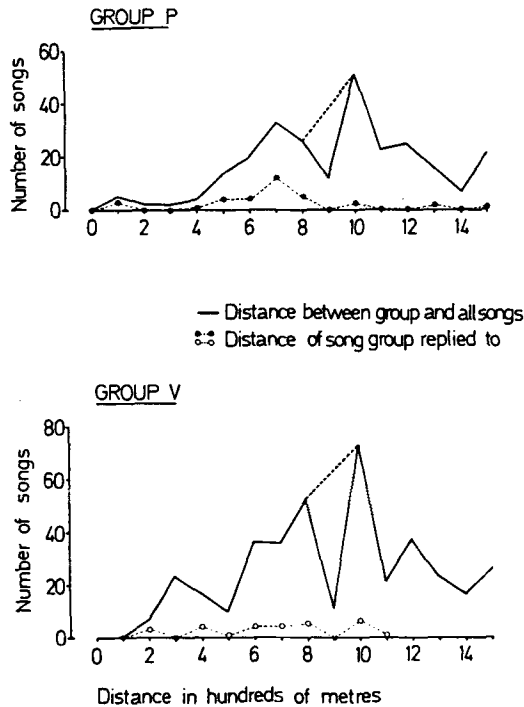 GROUP P
Number of songs
60
40
20
0
0 2 4 6 8 10 12 14
Distance between group and all songs
Distance of song group replied to
GROUP V
Number of songs
80
60
40
20
0
0 2 4 6 8 10 12 14
Distance in hundreds of metres